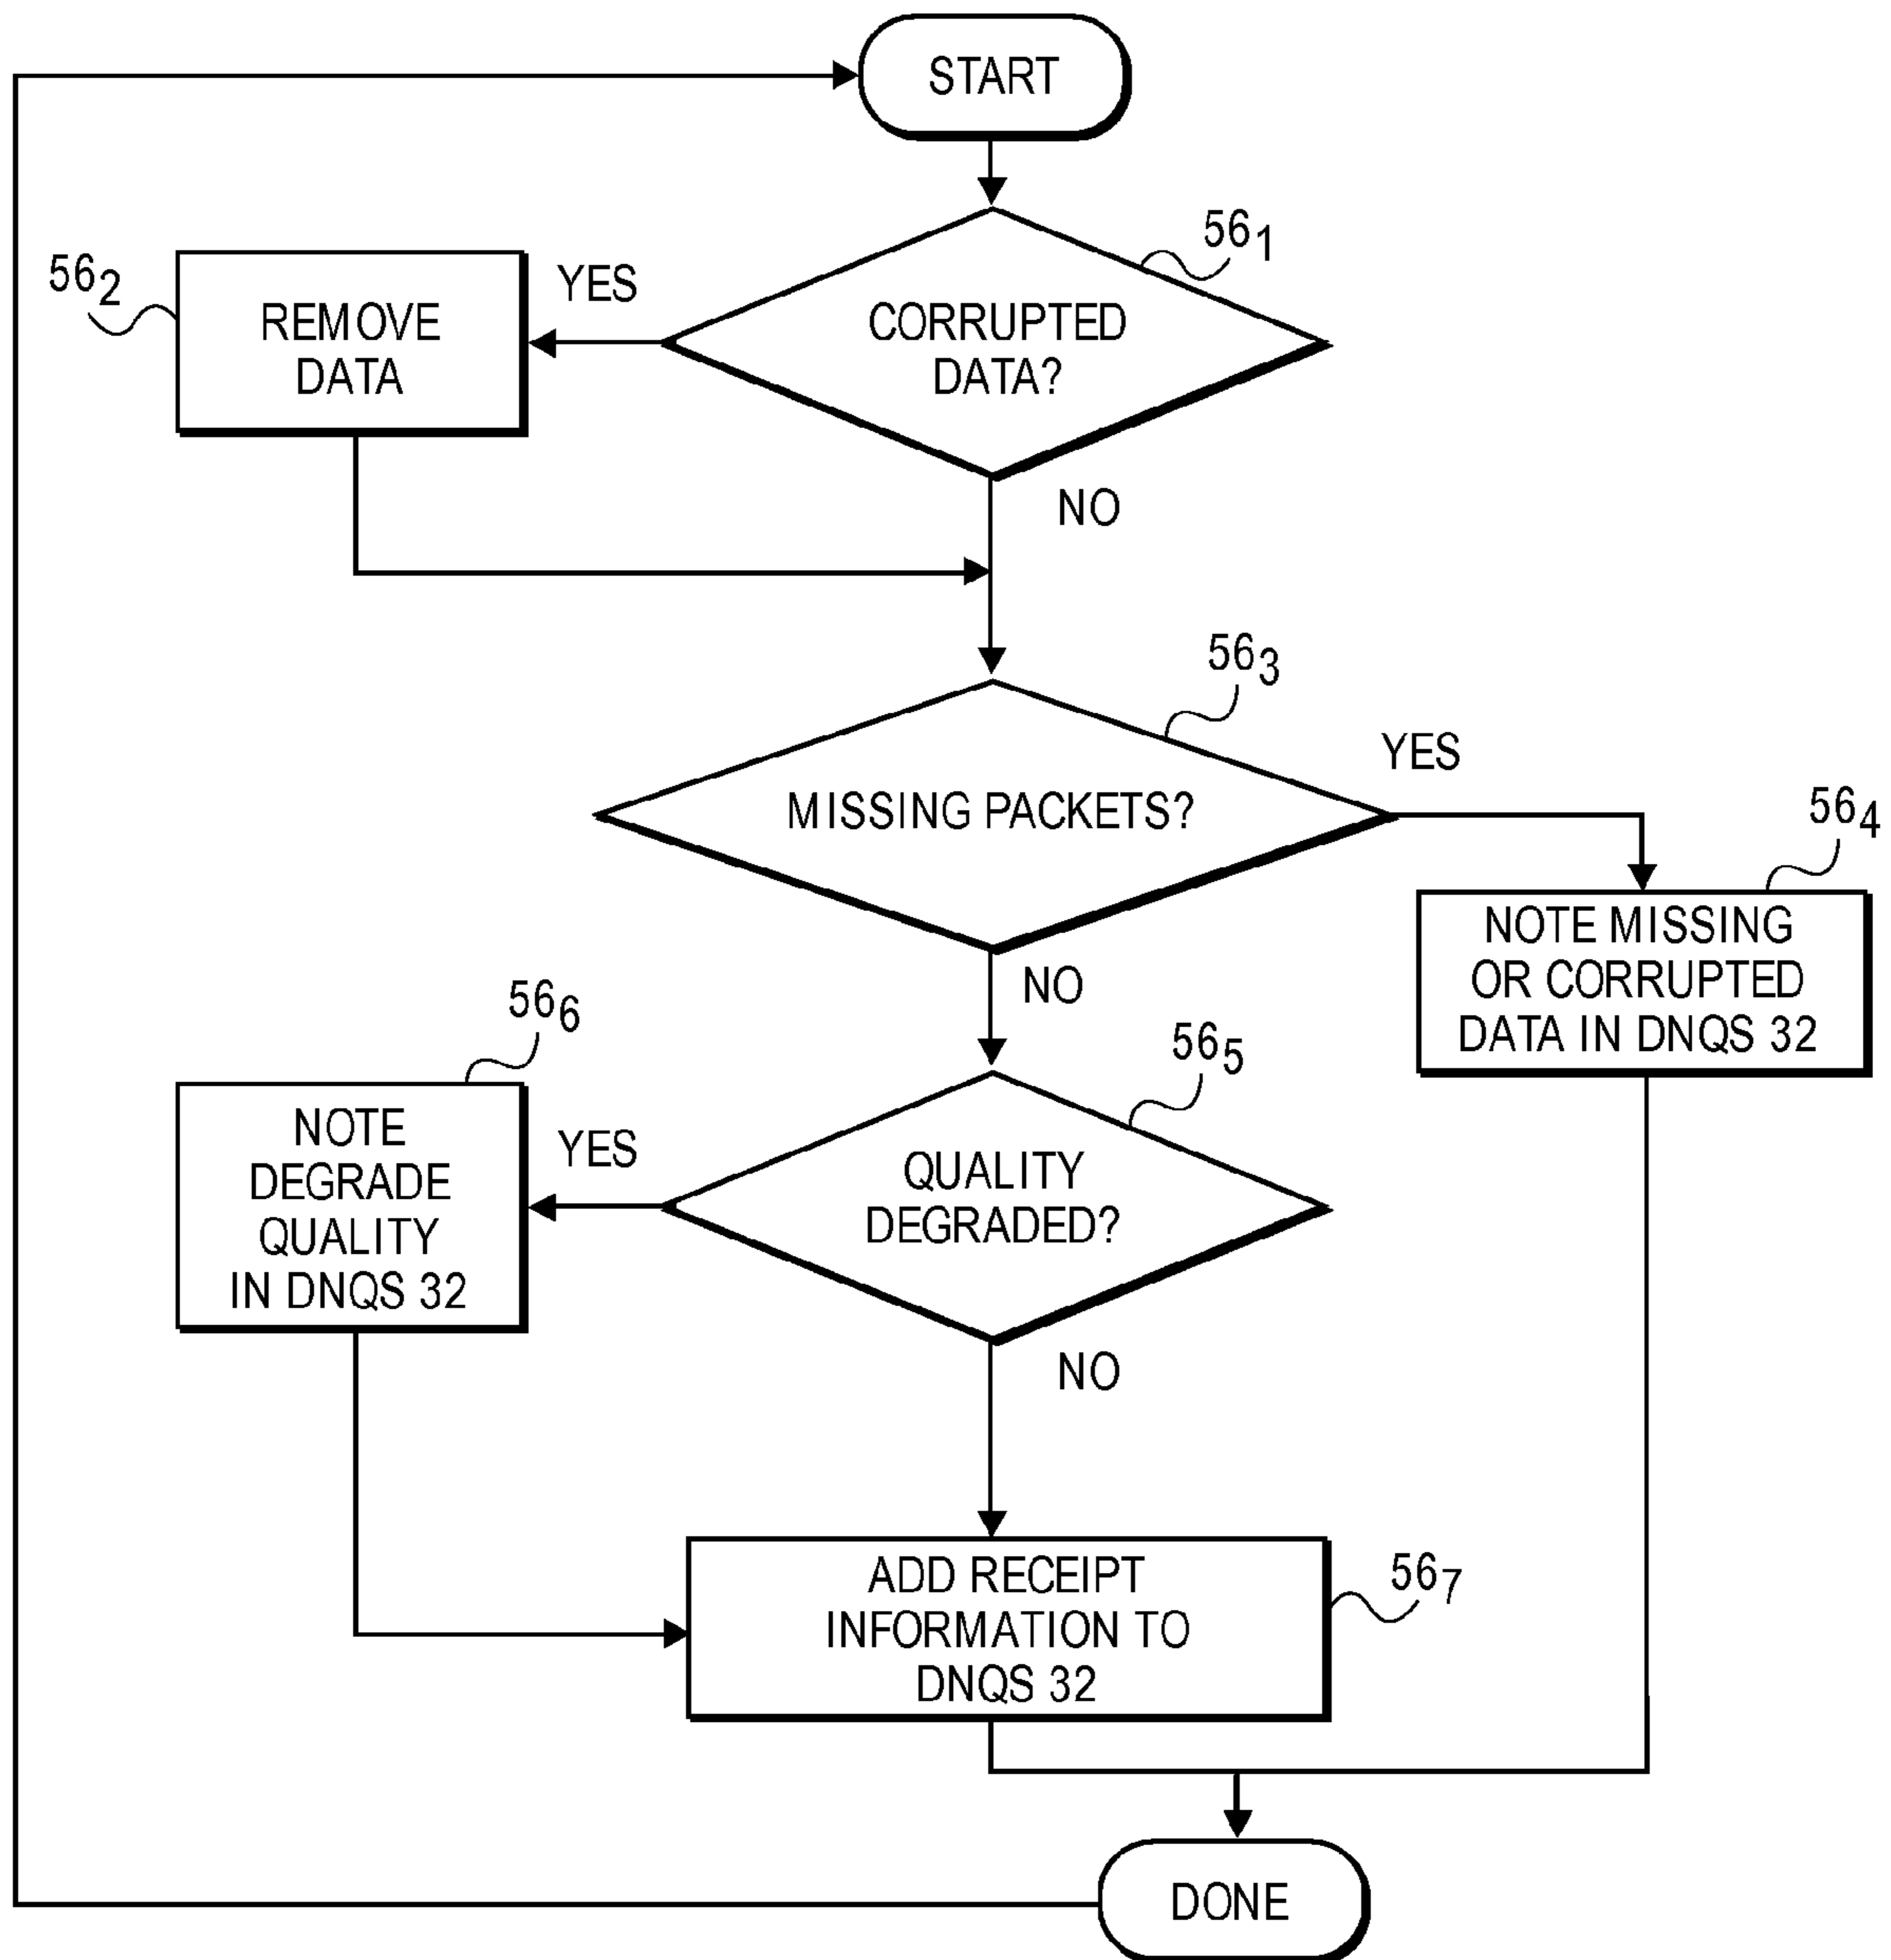 START
56₁
CORRUPTED
DATA?
YES
56₂
REMOVE
DATA
NO
56₃
MISSING PACKETS?
YES
56₄
NOTE MISSING
OR CORRUPTED
DATA IN DNQS 32
NO
56₅
QUALITY
DEGRADED?
YES
56₆
NOTE
DEGRADE
QUALITY
IN DNQS 32
NO
ADD RECEIPT
INFORMATION TO
DNQS 32
56₇
DONE